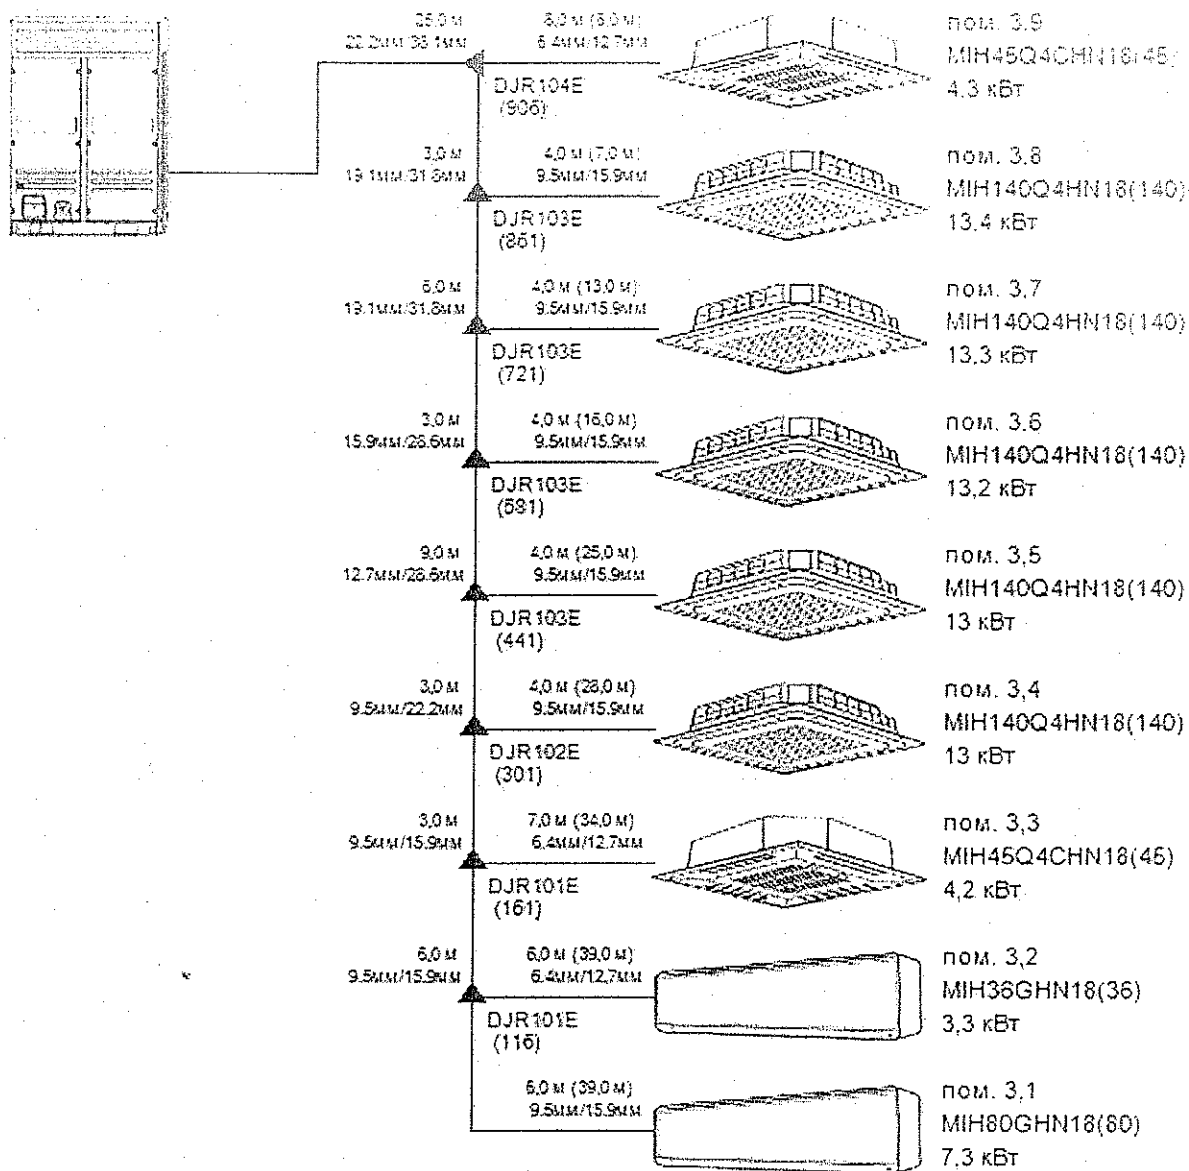 25,0 м
22.2мм/38.1мм
8,0 м (8,0 м)
6.4мм/12.7мм
DJR104E
(906)
пом. 3,9
MIH45Q4CHN18(45)
4,3 кВт
3,0 м
19.1мм/31.8мм
4,0 м (7,0 м)
9.5мм/15.9мм
DJR103E
(861)
пом. 3,8
MIH140Q4HN18(140)
13,4 кВт
6,0 м
19.1мм/31.8мм
4,0 м (13,0 м)
9.5мм/15.9мм
DJR103E
(721)
пом. 3,7
MIH140Q4HN18(140)
13,3 кВт
3,0 м
15.9мм/28.6мм
4,0 м (16,0 м)
9.5мм/15.9мм
DJR103E
(581)
пом. 3,6
MIH140Q4HN18(140)
13,2 кВт
9,0 м
12.7мм/28.6мм
4,0 м (25,0 м)
9.5мм/15.9мм
DJR103E
(441)
пом. 3,5
MIH140Q4HN18(140)
13 кВт
3,0 м
9.5мм/22.2мм
4,0 м (28,0 м)
9.5мм/15.9мм
DJR102E
(301)
пом. 3,4
MIH140Q4HN18(140)
13 кВт
3,0 м
9.5мм/15.9мм
7,0 м (34,0 м)
6.4мм/12.7мм
DJR101E
(161)
пом. 3,3
MIH45Q4CHN18(45)
4,2 кВт
6,0 м
9.5мм/15.9мм
6,0 м (39,0 м)
6.4мм/12.7мм
DJR101E
(116)
пом. 3,2
MIH36GHN18(36)
3,3 кВт
6,0 м (39,0 м)
9.5мм/15.9мм
пом. 3,1
MIH80GHN18(80)
7,3 кВт